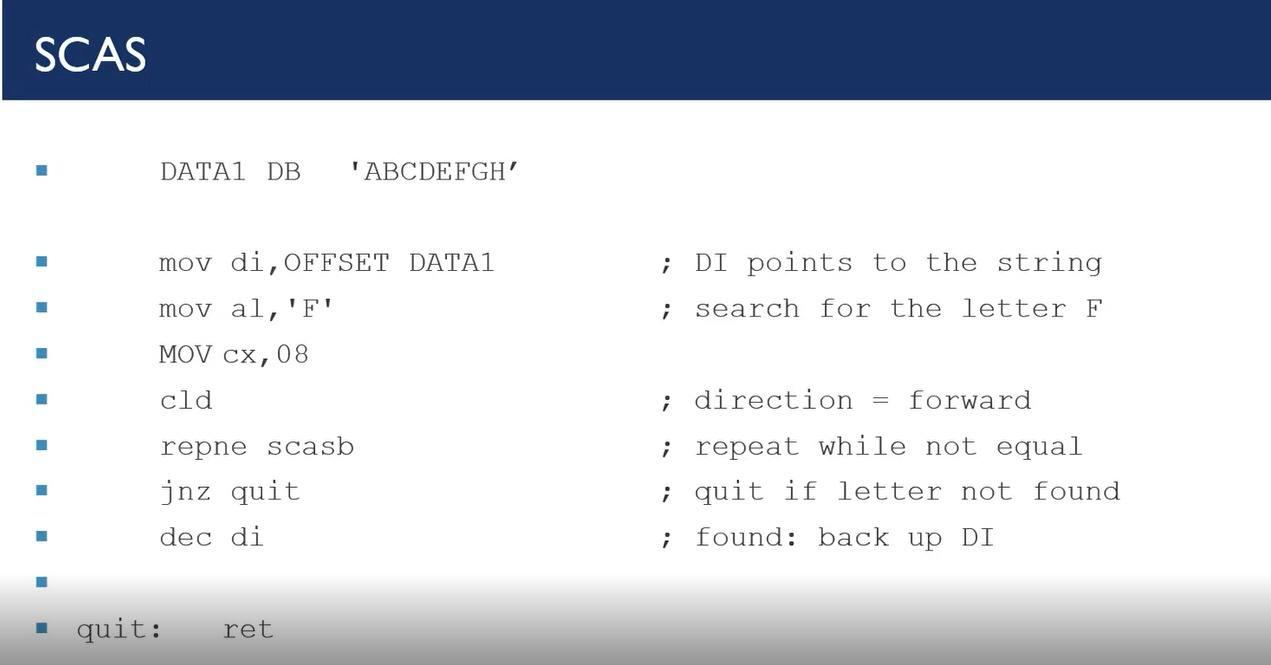 SCAS
DATA1 DB 'ABCDEFGH’
mov di,OFFSET DATA1 ; DI points to the string
mov al,'F' ; search for the letter F
MOV cx,08
cld ; direction = forward
repne scasb ; repeat while not equal
jnz quit ; quit if letter not found
dec di ; found: back up DI
quit: ret